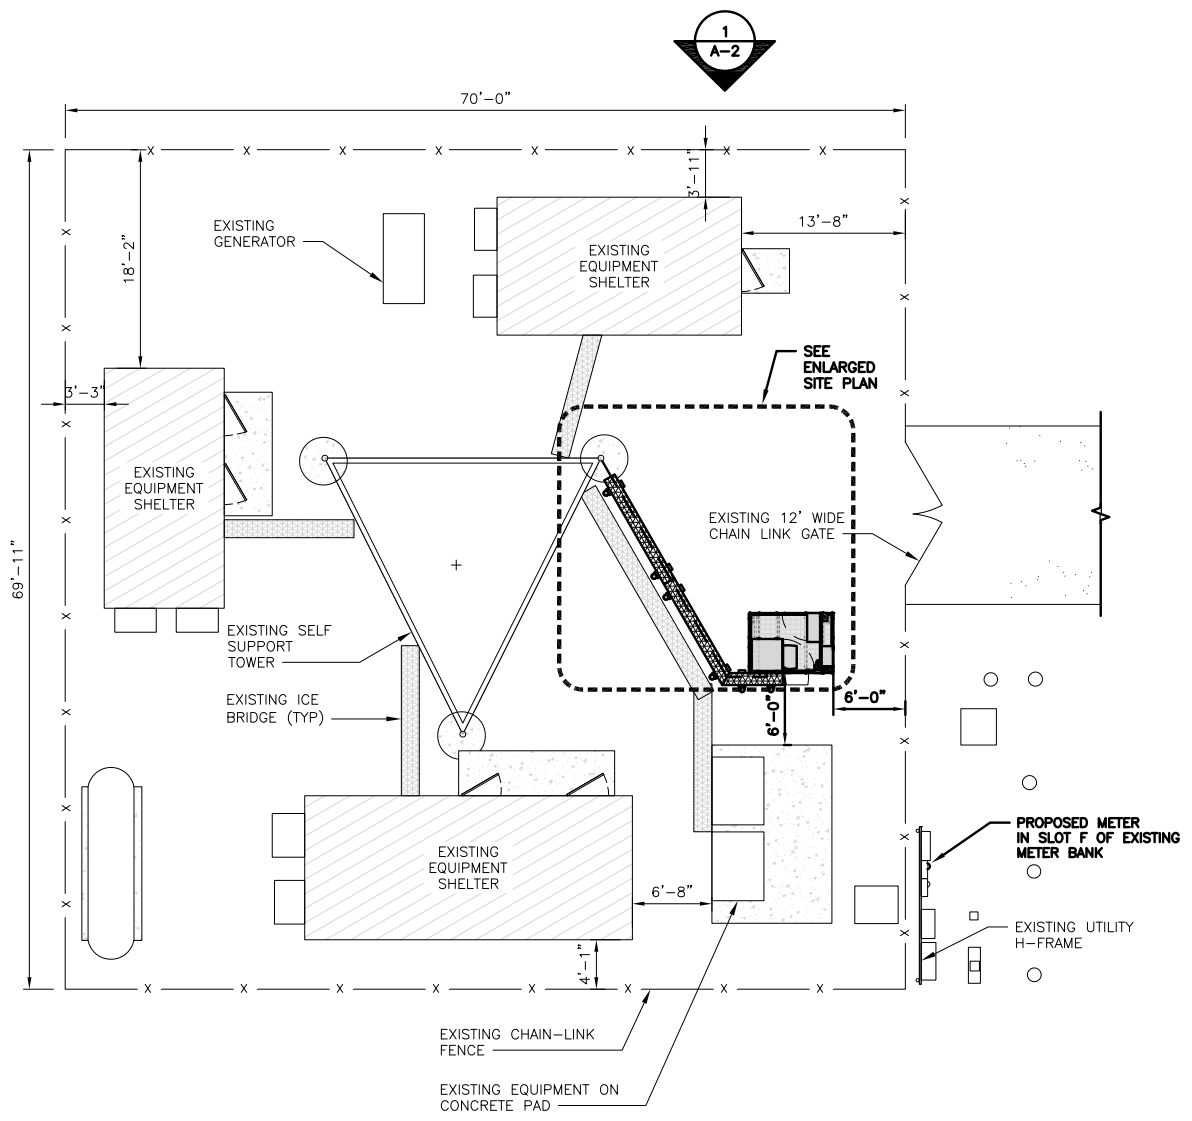 1
A-2
70'-0"
3'-11"
13'-8"
18'-2"
EXISTING
GENERATOR
EXISTING
EQUIPMENT
SHELTER
SEE
ENLARGED
SITE PLAN
3'-3"
EXISTING
EQUIPMENT
SHELTER
EXISTING 12' WIDE
CHAIN LINK GATE
69'-11"
EXISTING SELF
SUPPORT
TOWER
EXISTING ICE
BRIDGE (TYP)
6'-0"
6'-0"
PROPOSED METER
IN SLOT F OF EXISTING
METER BANK
EXISTING
EQUIPMENT
SHELTER
6'-8"
EXISTING UTILITY
H-FRAME
4'-1"
EXISTING CHAIN-LINK
FENCE
EXISTING EQUIPMENT ON
CONCRETE PAD